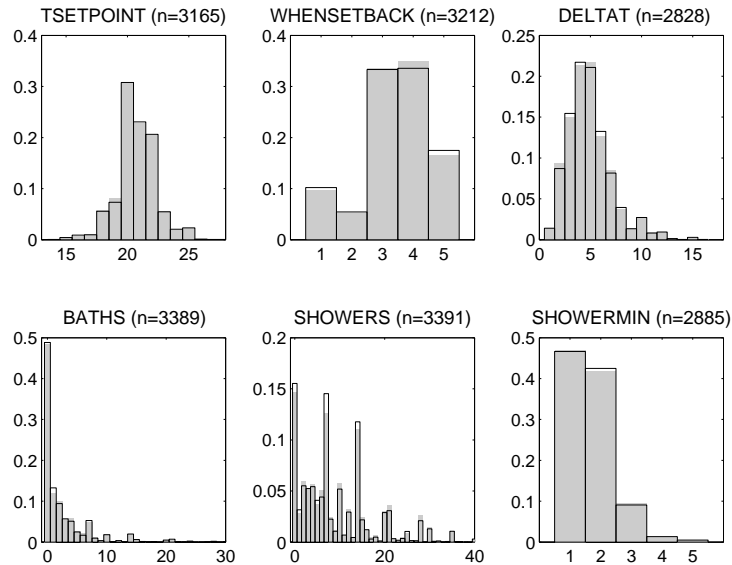 TSETPOINT (n=3165)
0.4
0.3
0.2
0.1
0
15 20 25
WHENSETBACK (n=3212)
0.4
0.3
0.2
0.1
0
1 2 3 4 5
DELTAT (n=2828)
0.25
0.2
0.15
0.1
0.05
0
0 5 10 15
BATHS (n=3389)
0.5
0.4
0.3
0.2
0.1
0
0 10 20 30
SHOWERS (n=3391)
0.2
0.15
0.1
0.05
0
0 20 40
SHOWERMIN (n=2885)
0.5
0.4
0.3
0.2
0.1
0
1 2 3 4 5